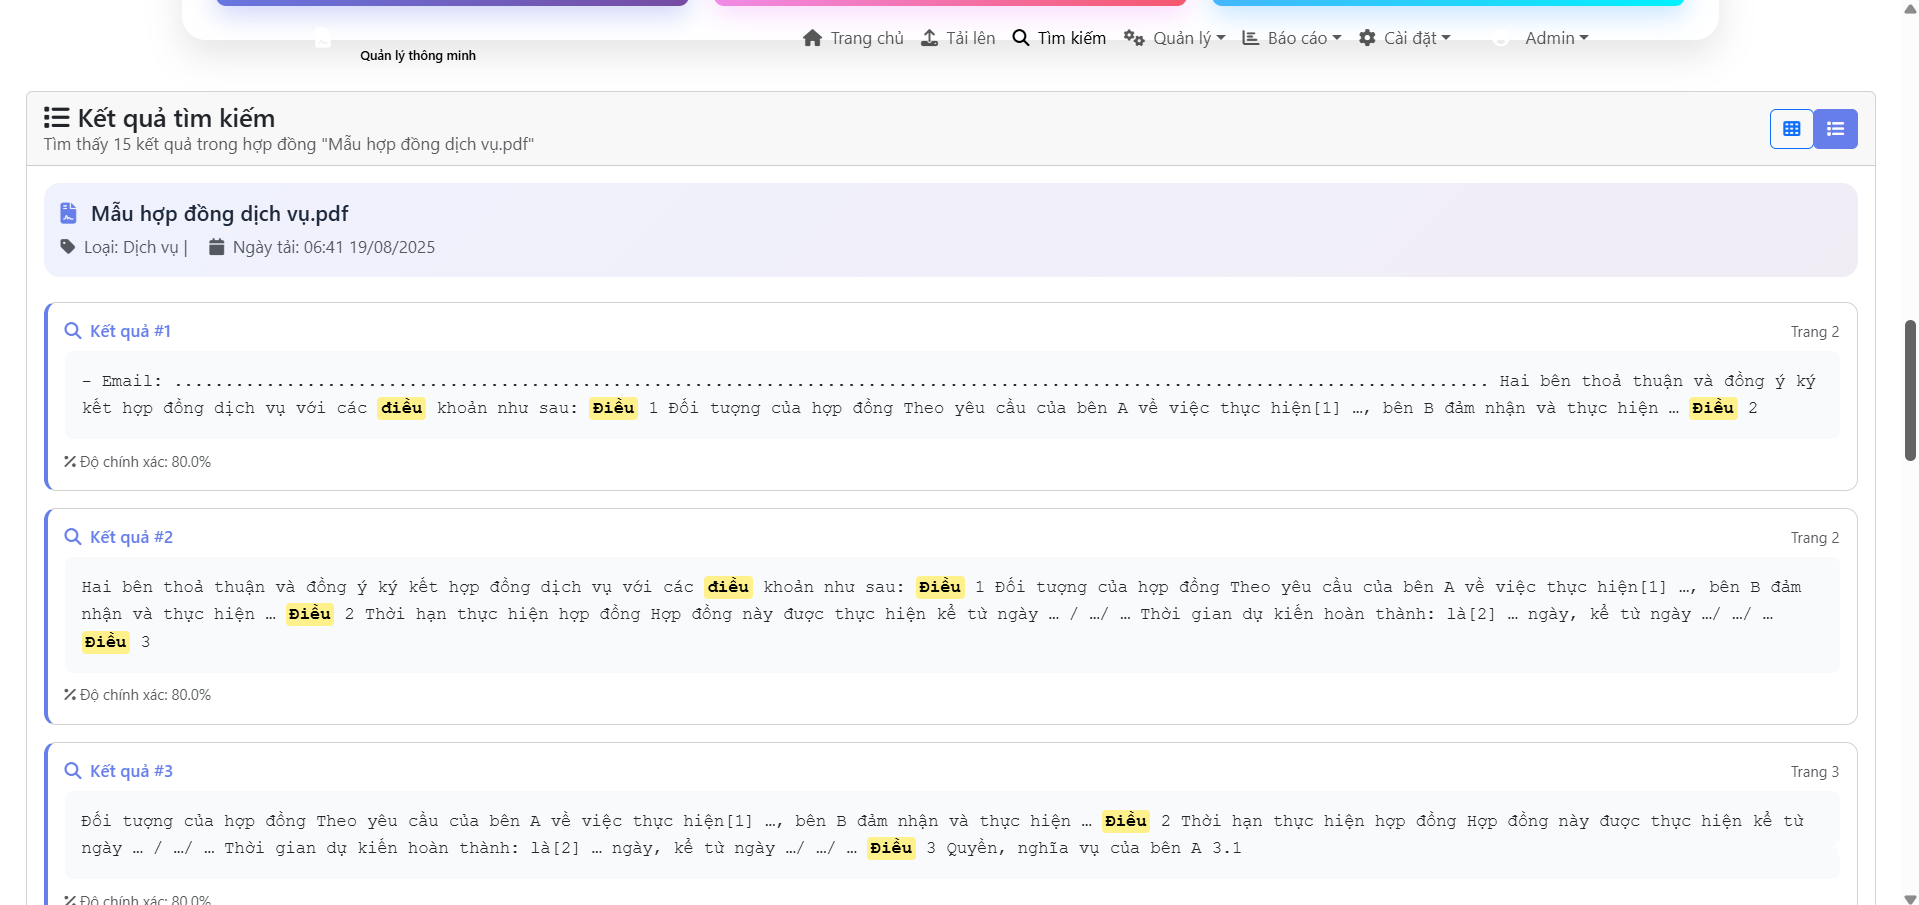 Quản lý thông minh
Trang chủ Tải lên Tìm kiếm Quản lý Báo cáo Cài đặt Admin
Kết quả tìm kiếm
Tìm thấy 15 kết quả trong hợp đồng "Mẫu hợp đồng dịch vụ.pdf"
Mẫu hợp đồng dịch vụ.pdf
Loại: Dịch vụ | Ngày tải: 06:41 19/08/2025
Kết quả #1 Trang 2
- Email: ................................................................................................................................. Hai bên thoả thuận và đồng ý ký
kết hợp đồng dịch vụ với các điều khoản như sau: Điều 1 Đối tượng của hợp đồng Theo yêu cầu của bên A về việc thực hiện[1] …, bên B đảm nhận và thực hiện … Điều 2
Độ chính xác: 80.0%
Kết quả #2 Trang 2
Hai bên thoả thuận và đồng ý ký kết hợp đồng dịch vụ với các điều khoản như sau: Điều 1 Đối tượng của hợp đồng Theo yêu cầu của bên A về việc thực hiện[1] …, bên B đảm
nhận và thực hiện … Điều 2 Thời hạn thực hiện hợp đồng Hợp đồng này được thực hiện kể từ ngày … / …/ … Thời gian dự kiến hoàn thành: là[2] … ngày, kể từ ngày …/ …/ …
Điều 3
Độ chính xác: 80.0%
Kết quả #3 Trang 3
Đối tượng của hợp đồng Theo yêu cầu của bên A về việc thực hiện[1] …, bên B đảm nhận và thực hiện … Điều 2 Thời hạn thực hiện hợp đồng Hợp đồng này được thực hiện kể từ
ngày … / …/ … Thời gian dự kiến hoàn thành: là[2] … ngày, kể từ ngày …/ …/ … Điều 3 Quyền, nghĩa vụ của bên A 3.1
Độ chính xác: 80.0%